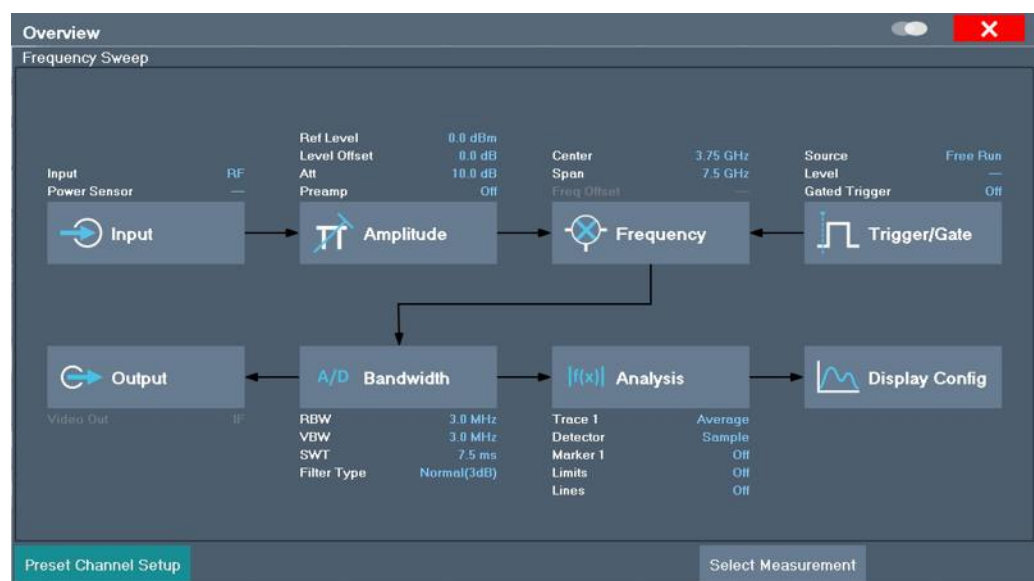 Overview
Frequency Sweep
Input RF
Power Sensor —
Input
Ref Level 0.0 dBm
Level Offset 0.0 dB
Att 10.0 dB
Preamp Off
Amplitude
Center 3.75 GHz
Span 7.5 GHz
Freq Offset —
Frequency
Source Free Run
Level —
Gated Trigger Off
Trigger/Gate
Output
Video Out IF
A/D Bandwidth
RBW 3.0 MHz
VBW 3.0 MHz
SWT 7.5 ms
Filter Type Normal(3dB)
|f(x)| Analysis
Trace 1 Average
Detector Sample
Marker 1 Off
Limits Off
Lines Off
Display Config
Preset Channel Setup
Select Measurement